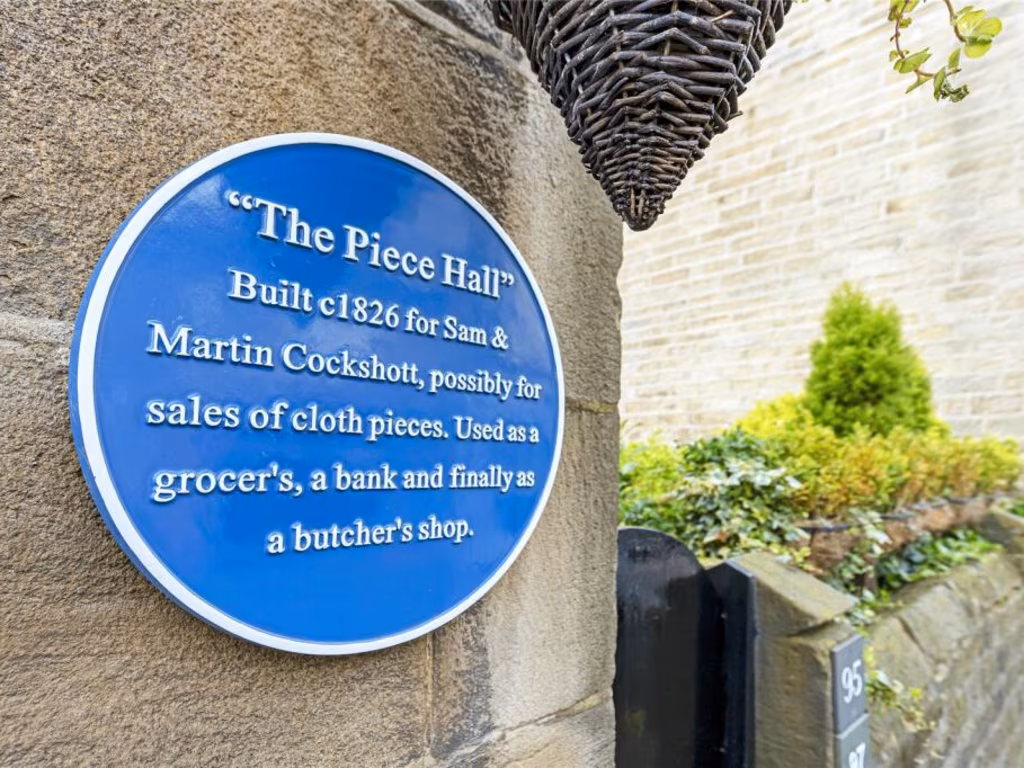 “The Piece Hall”
Built c1826 for Sam &
Martin Cockshott, possibly for
sales of cloth pieces. Used as a
grocer's, a bank and finally as
a butcher's shop.
95
97